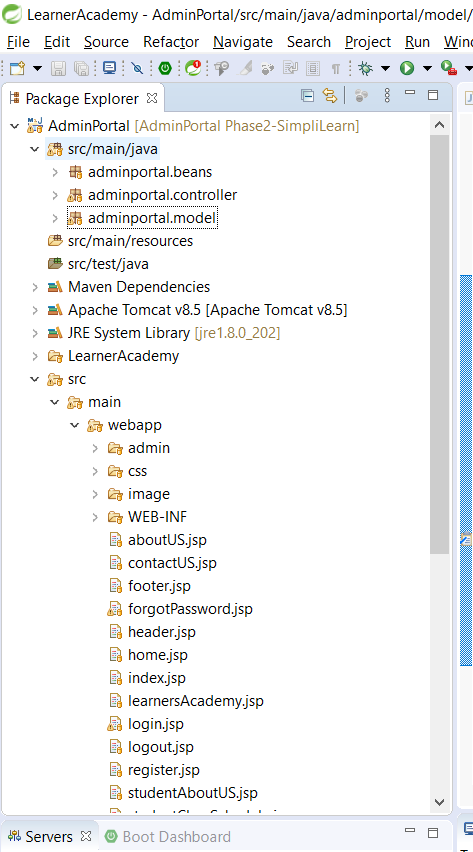 LearnerAcademy - AdminPortal/src/main/java/adminportal/model/
File Edit Source Refactor Navigate Search Project Run
Package Explorer
AdminPortal [AdminPortal Phase2-SimpliLearn]
src/main/java
adminportal.beans
adminportal.controller
adminportal.model
src/main/resources
src/test/java
Maven Dependencies
Apache Tomcat v8.5 [Apache Tomcat v8.5]
JRE System Library [jre1.8.0_202]
LearnerAcademy
src
main
webapp
admin
css
image
WEB-INF
aboutUS.jsp
contactUS.jsp
footer.jsp
forgotPassword.jsp
header.jsp
home.jsp
index.jsp
learnersAcademy.jsp
login.jsp
logout.jsp
register.jsp
studentAboutUS.jsp
Servers Boot Dashboard